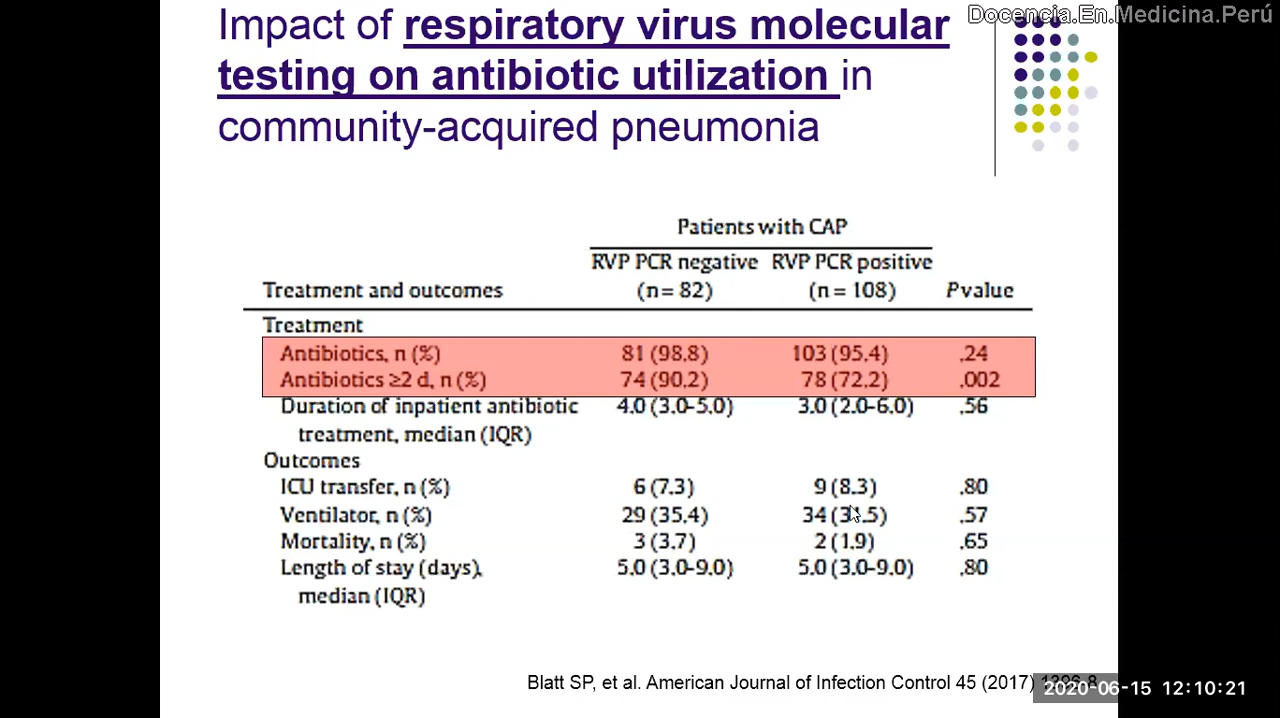 Docencia.En.Medicina.Perú
Impact of respiratory virus molecular
testing on antibiotic utilization in
community-acquired pneumonia
Patients with CAP
RVP PCR negative RVP PCR positive
Treatment and outcomes (n = 82) (n = 108) P value
Treatment
Antibiotics, n (%) 81 (98.8) 103 (95.4) .24
Antibiotics ≥2 d, n (%) 74 (90.2) 78 (72.2) .002
Duration of inpatient antibiotic 4.0 (3.0-5.0) 3.0 (2.0-6.0) .56
treatment, median (IQR)
Outcomes
ICU transfer, n (%) 6 (7.3) 9 (8.3) .80
Ventilator, n (%) 29 (35.4) 34 .57
Mortality, n (%) 3 (3.7) 2 (1.9) .65
Length of stay (days), 5.0 (3.0-9.0) 5.0 (3.0-9.0) .80
median (IQR)
Blatt SP, et al. American Journal of Infection Control 45 (2017)
2020-06-15 12:10:21